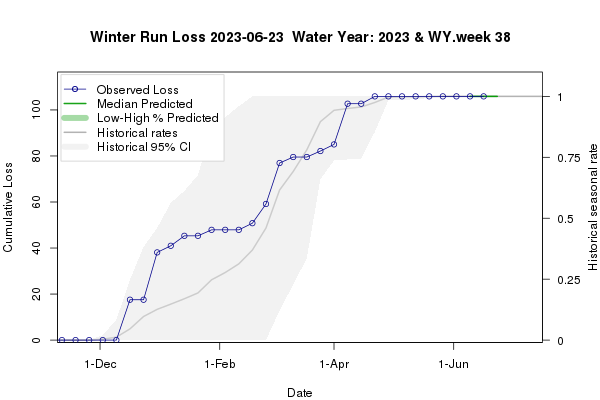 Winter Run Loss 2023-06-23 Water Year: 2023 & WY.week 38
Observed Loss
Median Predicted
Low-High % Predicted
Historical rates
Historical 95% CI
Cumulative Loss
0
20
40
60
80
100
0
0.25
0.5
0.75
1
Historical seasonal rate
1-Dec
1-Feb
1-Apr
1-Jun
Date